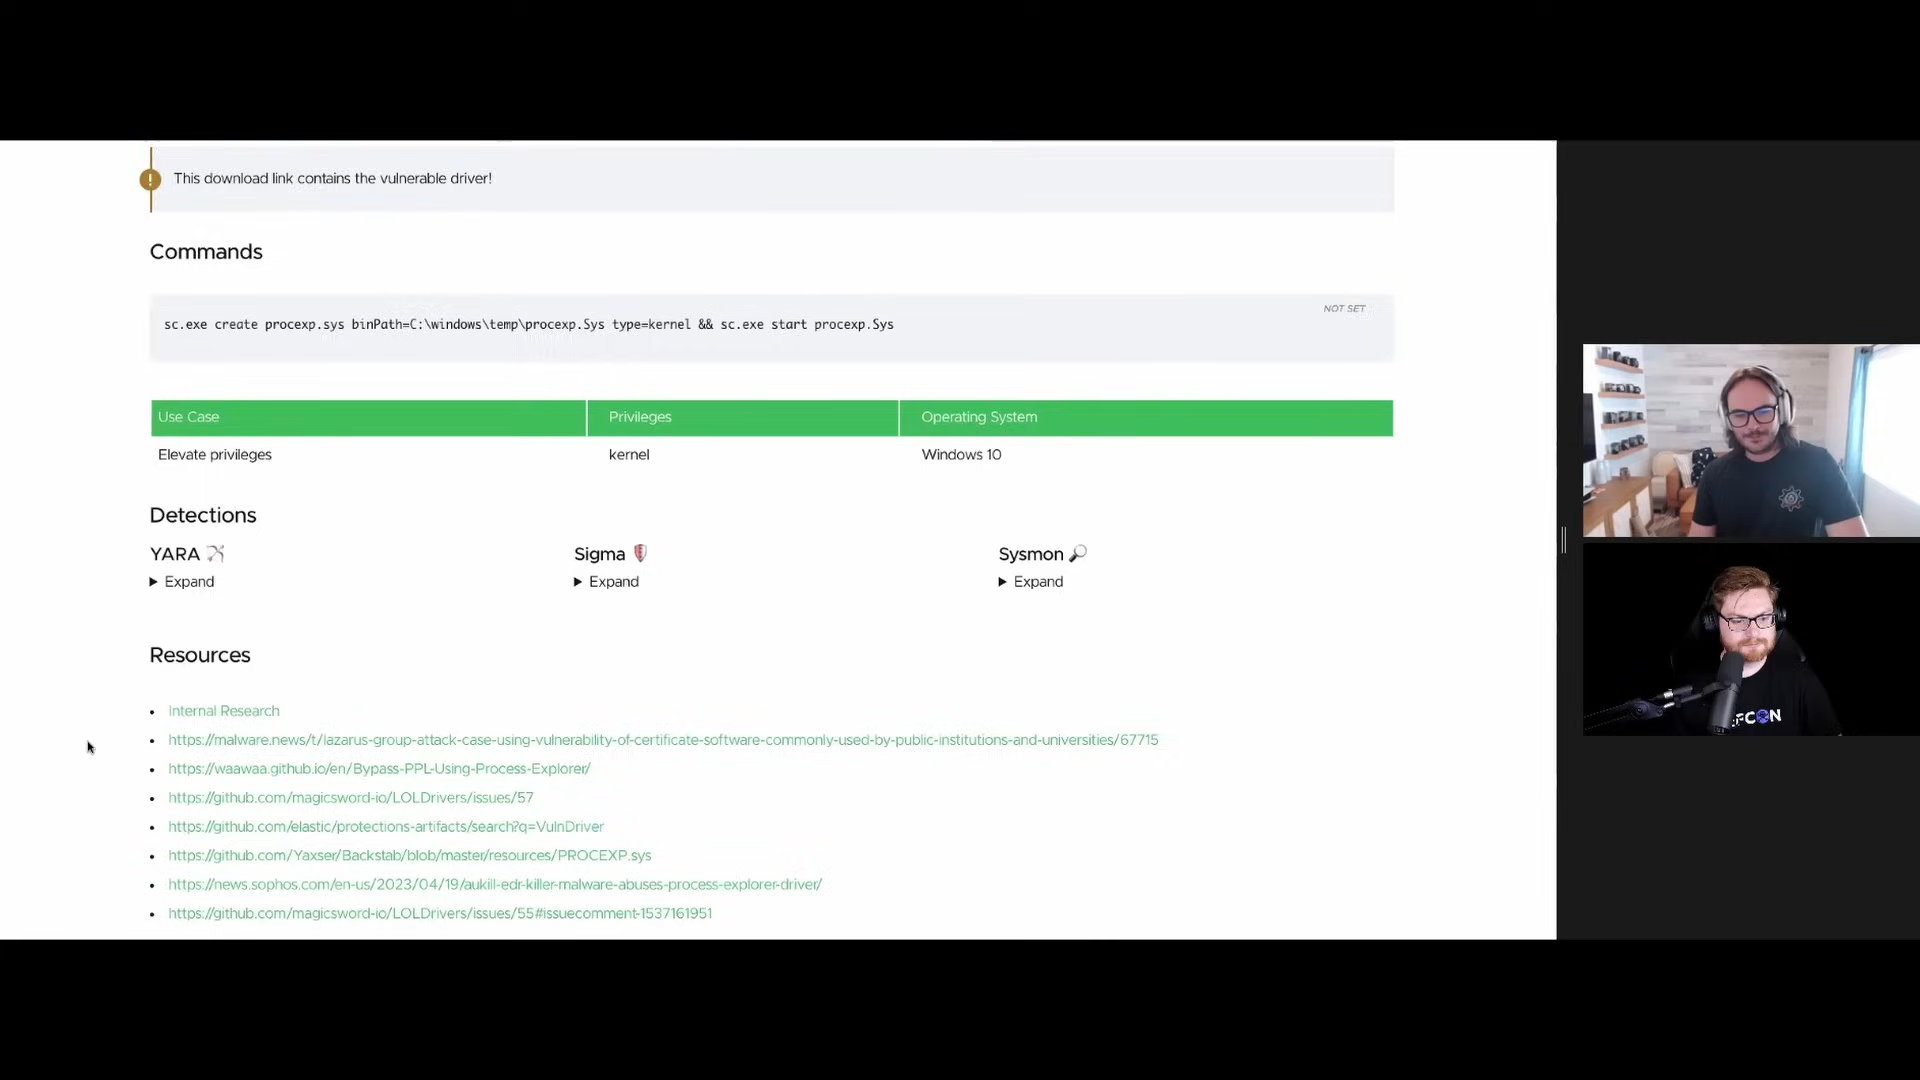 This download link contains the vulnerable driver!
Commands
NOT SET
sc.exe create procexp.sys binPath=C:\windows\temp\procexp.Sys type=kernel && sc.exe start procexp.Sys
Use Case Privileges Operating System
Elevate privileges kernel Windows 10
Detections
YARA Sigma Sysmon
Expand Expand Expand
Resources
Internal Research
https://malware.news/t/lazarus-group-attack-case-using-vulnerability-of-certificate-software-commonly-used-by-public-institutions-and-universities/67715
https://waawaa.github.io/en/Bypass-PPL-Using-Process-Explorer/
https://github.com/magicsword-io/LOLDrivers/issues/57
https://github.com/elastic/protections-artifacts/search?q=VulnDriver
https://github.com/Yaxser/Backstab/blob/master/resources/PROCEXP.sys
https://news.sophos.com/en-us/2023/04/19/aukill-edr-killer-malware-abuses-process-explorer-driver/
https://github.com/magicsword-io/LOLDrivers/issues/55#issuecomment-1537161951
EFCON